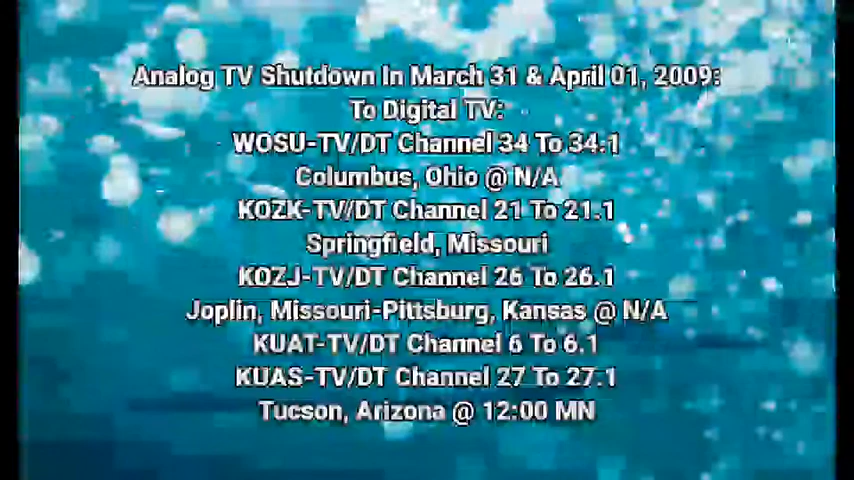 Analog TV Shutdown In March 31 & April 01, 2009:
To Digital TV:
WOSU-TV/DT Channel 34 To 34.1
Columbus, Ohio @ N/A
KOZK-TV/DT Channel 21 To 21.1
Springfield, Missouri
KOZJ-TV/DT Channel 26 To 26.1
Joplin, Missouri-Pittsburg, Kansas @ N/A
KUAT-TV/DT Channel 6 To 6.1
KUAS-TV/DT Channel 27 To 27.1
Tucson, Arizona @ 12:00 MN